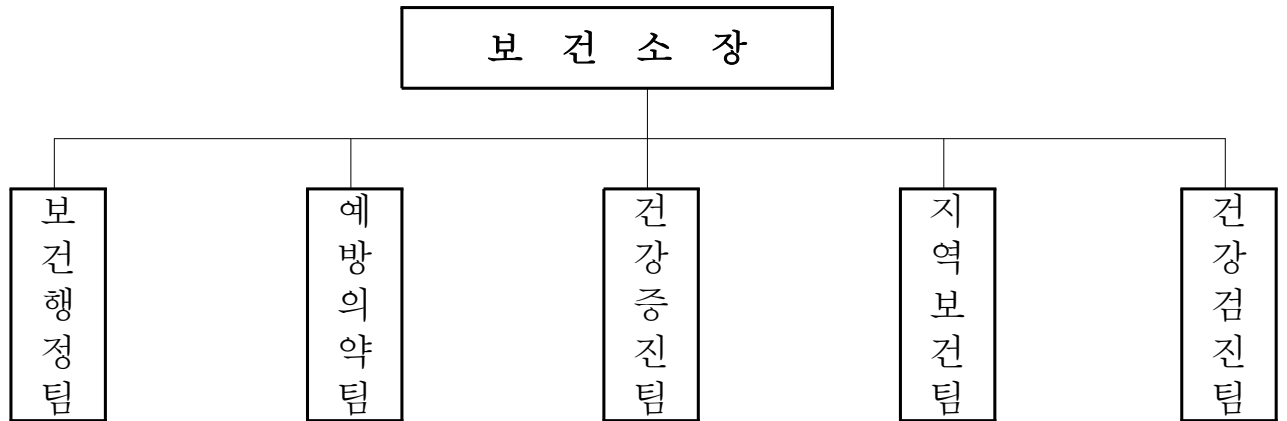 보 건 소 장
보건행정팀
예방의약팀
건강증진팀
지역보건팀
건강검진팀